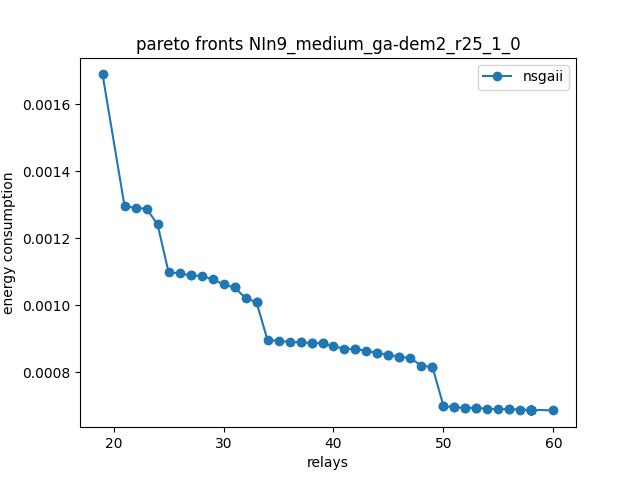 pareto fronts NIn9_medium_ga-dem2_r25_1_0
nsgaii
energy consumption
0.0016
0.0014
0.0012
0.0010
0.0008
20 30 40 50 60
relays